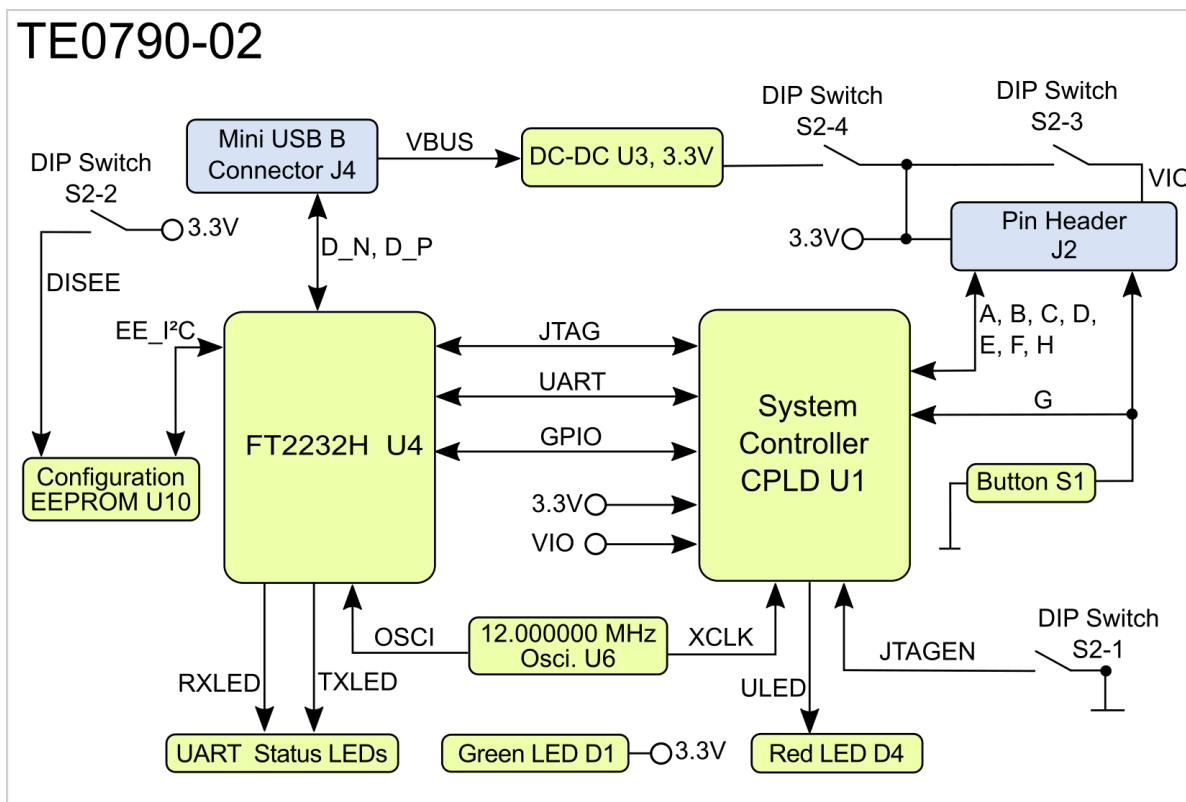 TE0790-02
DIP Switch
S2-4
DIP Switch
S2-3
Mini USB B
Connector J4
VBUS
DC-DC U3, 3.3V
DIP Switch
S2-2
3.3V
VIO
Pin Header
J2
3.3V
D_N, D_P
DISEE
EE_I²C
JTAG
A, B, C, D,
E, F, H
UART
G
FT2232H U4
GPIO
System
Controller
CPLD U1
Configuration
EEPROM U10
Button S1
3.3V
VIO
OSCI
12.000000 MHz
Osci. U6
XCLK
DIP Switch
S2-1
JTAGEN
RXLED
TXLED
ULED
UART Status LEDs
Green LED D1
3.3V
Red LED D4